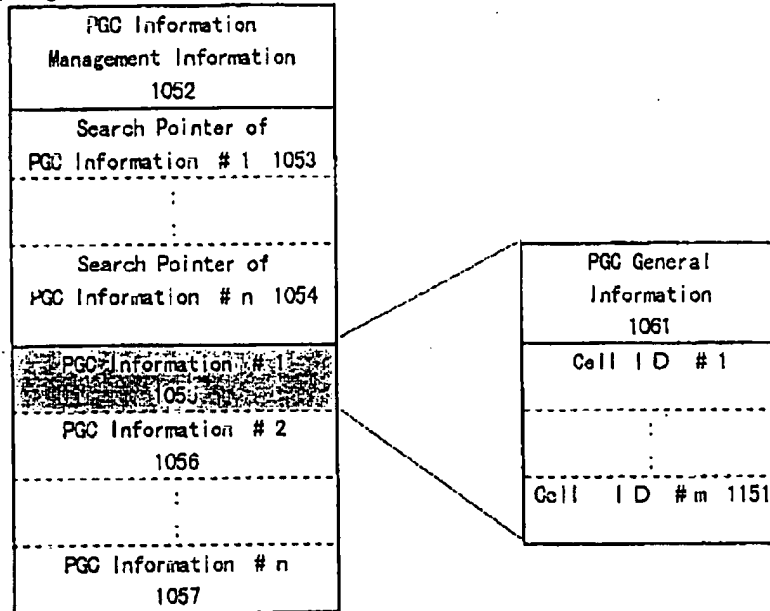 PGC Information
Management Information
1052
Search Pointer of
PGC Information # 1 1053
:
:
Search Pointer of
PGC Information # n 1054
PGC Information # 1
PGC Information # 2
1056
:
:
PGC Information # n
1057
PGC General
Information
1061
Cell ID # 1
:
:
Cell ID # m 1151